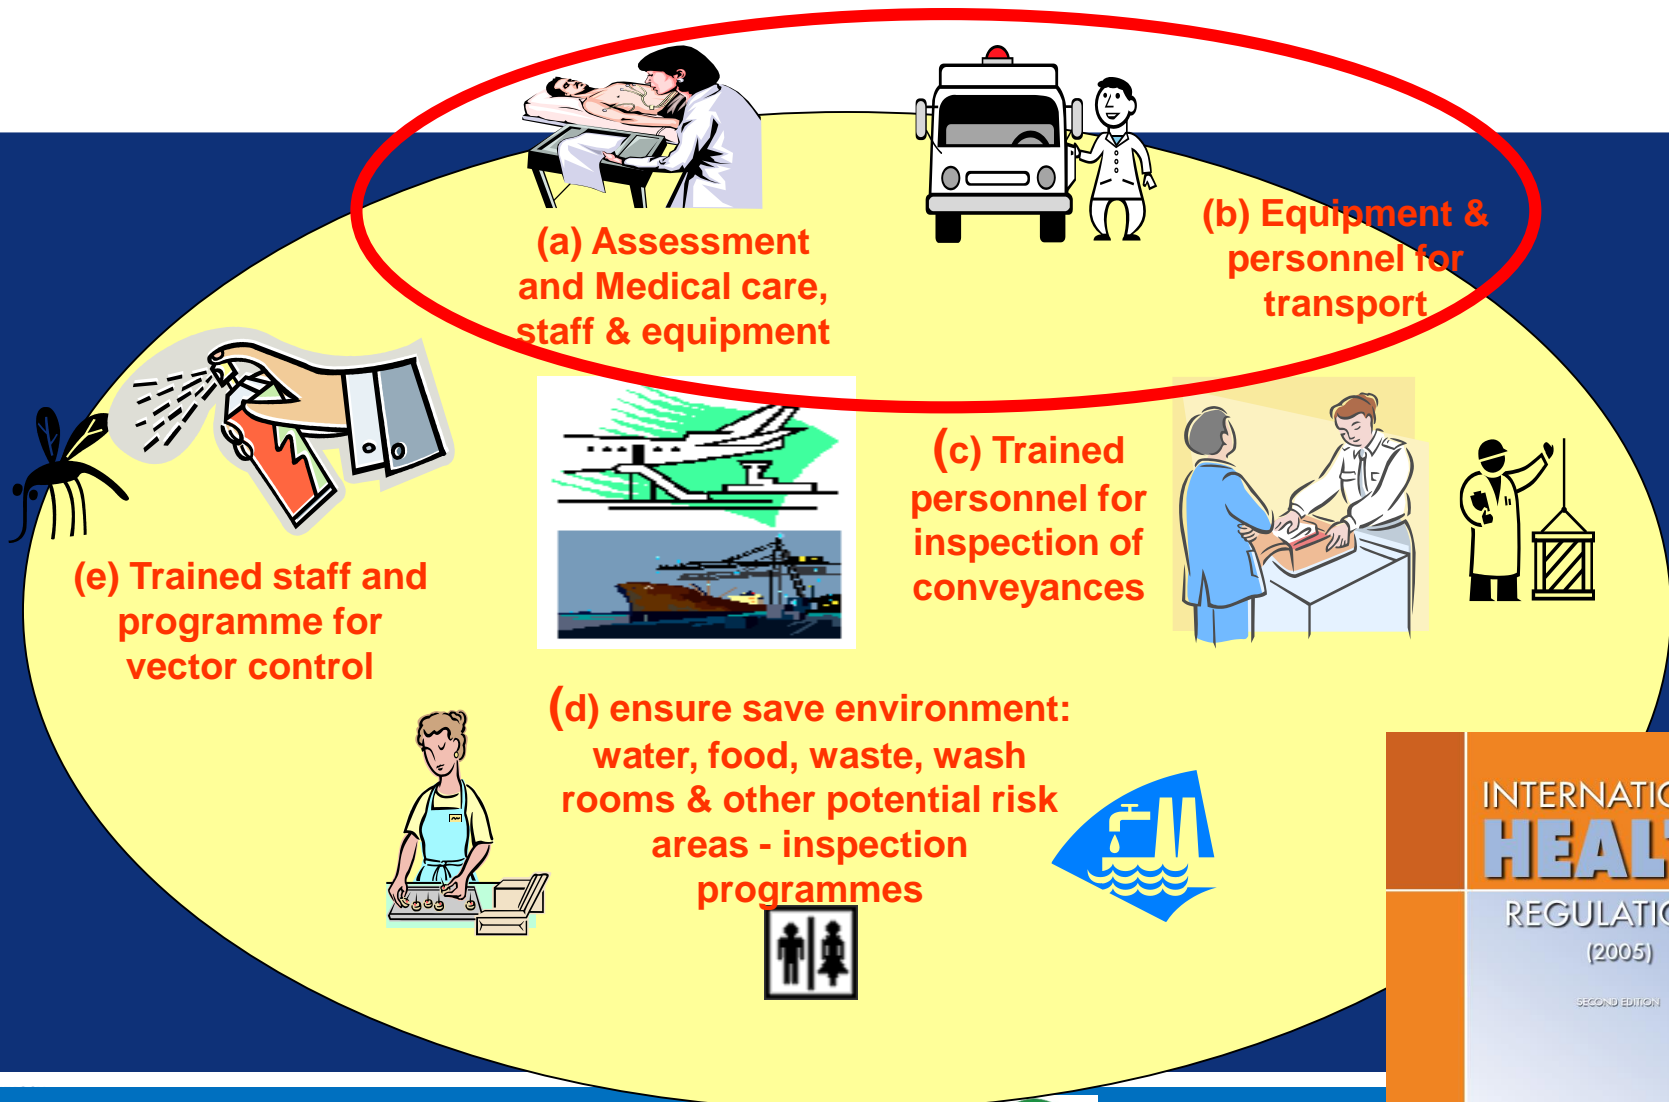 (a) Assessment
and Medical care,
staff & equipment
(b) Equipment &
personnel for
transport
(c) Trained
personnel for
inspection of
conveyances
(e) Trained staff and
programme for
vector control
(d) ensure save environment:
water, food, waste, wash
rooms & other potential risk
areas - inspection
programmes
INTERNATIO
HEAL
REGULATIO
(2005)
SECOND EDITION